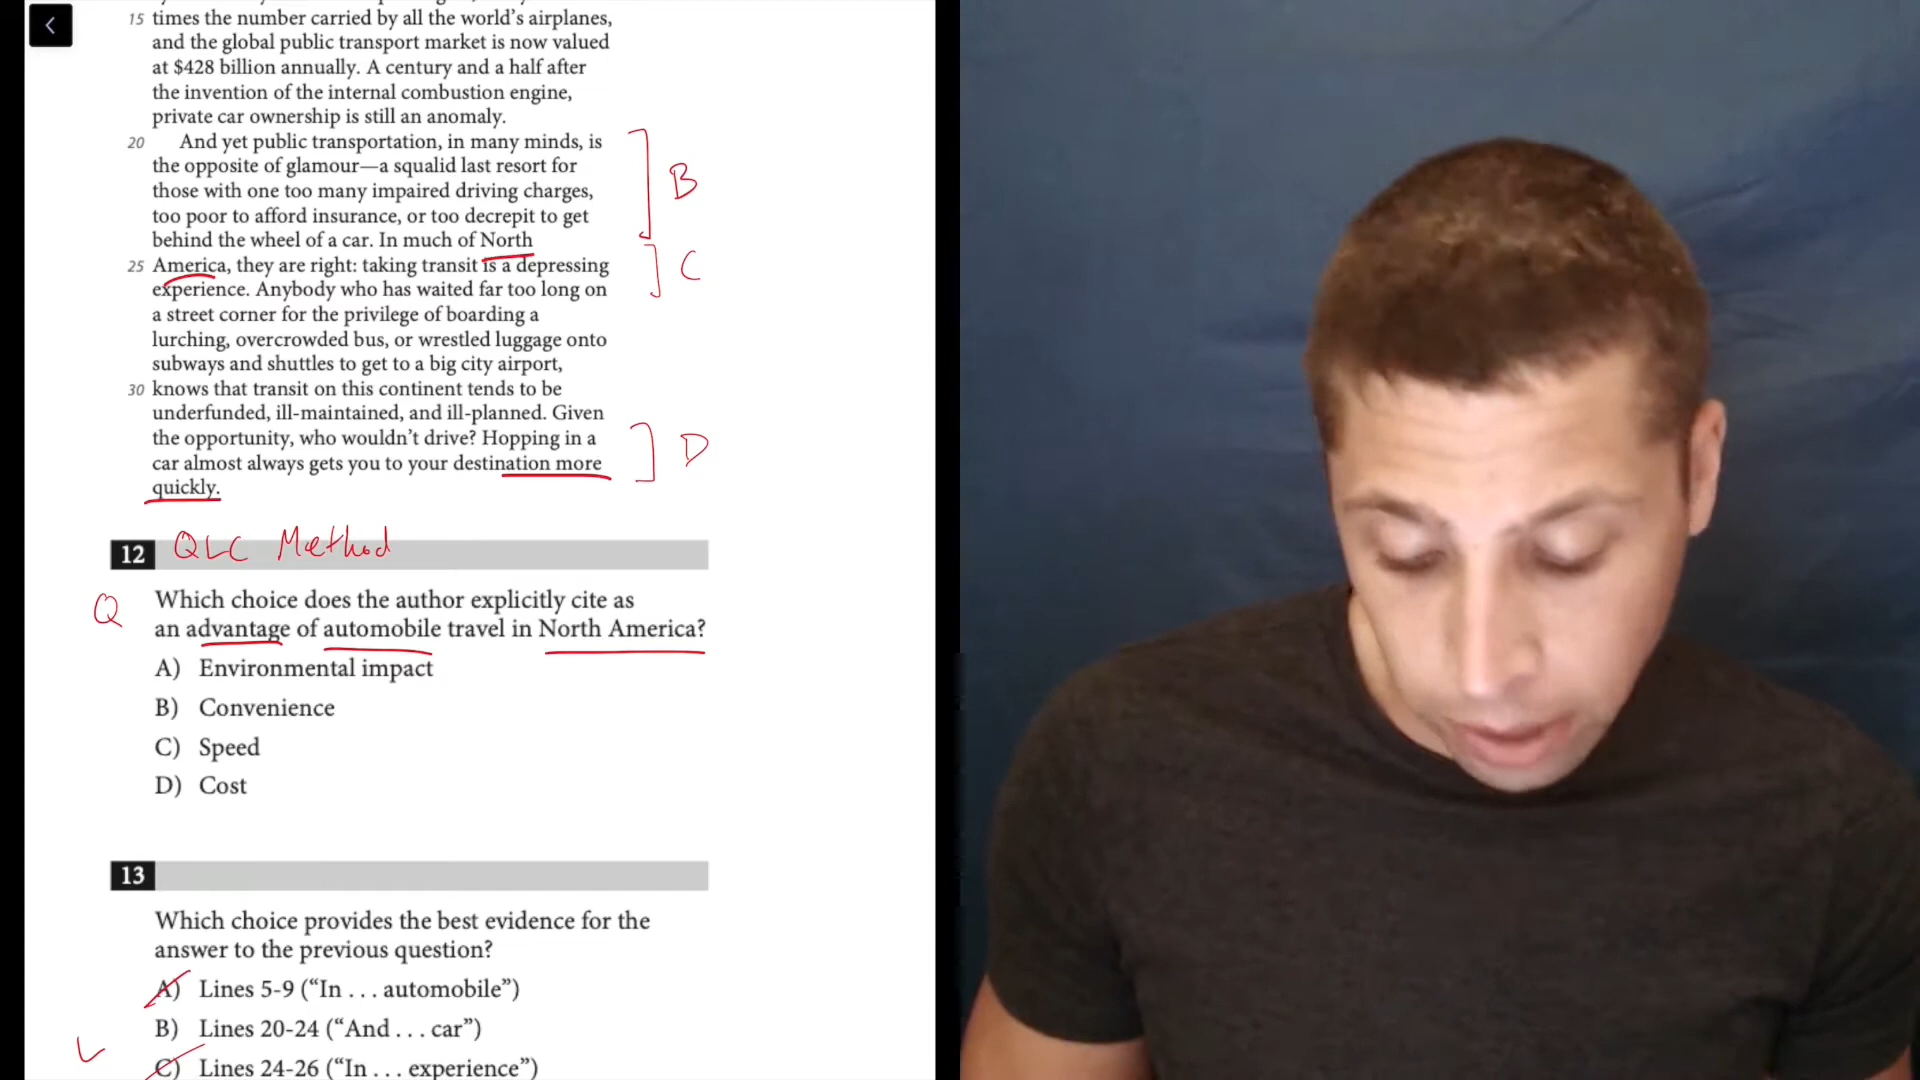 15 times the number carried by all the world's airplanes,
and the global public transport market is now valued
at $428 billion annually. A century and a half after
the invention of the internal combustion engine,
private car ownership is still an anomaly.
20 And yet public transportation, in many minds, is
the opposite of glamour—a squalid last resort for
those with one too many impaired driving charges,
too poor to afford insurance, or too decrepit to get
behind the wheel of a car. In much of North
25 America, they are right: taking transit is a depressing
experience. Anybody who has waited far too long on
a street corner for the privilege of boarding a
lurching, overcrowded bus, or wrestled luggage onto
subways and shuttles to get to a big city airport,
30 knows that transit on this continent tends to be
underfunded, ill-maintained, and ill-planned. Given
the opportunity, who wouldn't drive? Hopping in a
car almost always gets you to your destination more
quickly.
B
C
D
12 QLC Method
Q
Which choice does the author explicitly cite as
an advantage of automobile travel in North America?
A) Environmental impact
B) Convenience
C) Speed
D) Cost
13
Which choice provides the best evidence for the
answer to the previous question?
A) Lines 5-9 (“In . . . automobile”)
B) Lines 20-24 (“And . . . car”)
L
C) Lines 24-26 (“In . . . experience”)